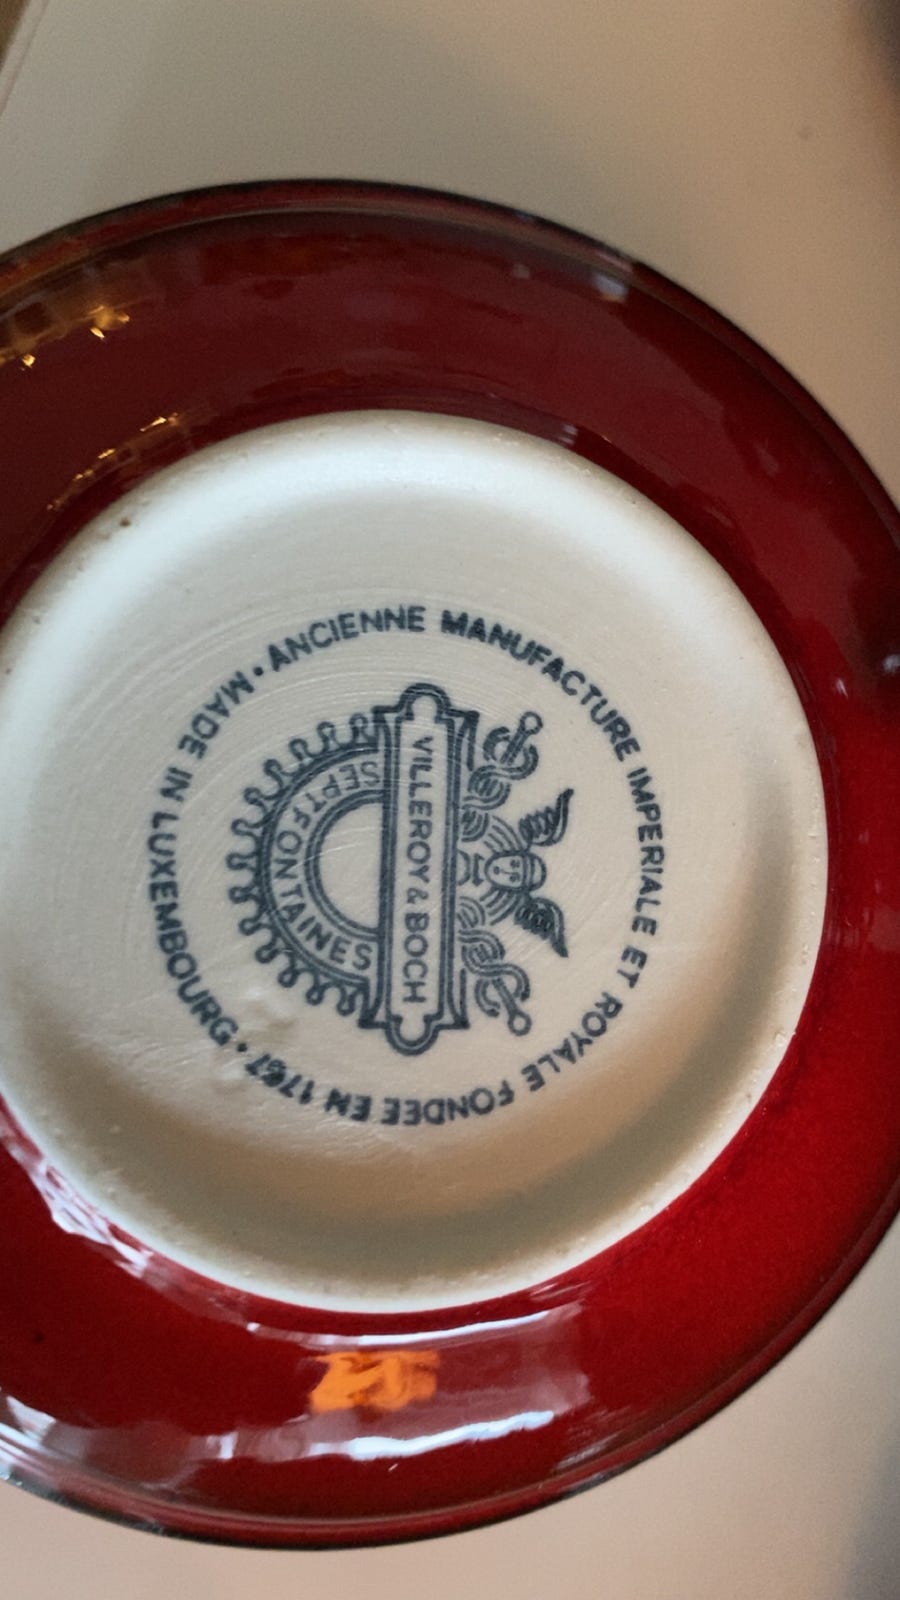 ANCIENNE MANUFACTURE IMPERIALE ET ROYALE FONDEE EN 1767 •
MADE IN LUXEMBOURG •
VILLEROY & BOCH
SEPTFONTAINES